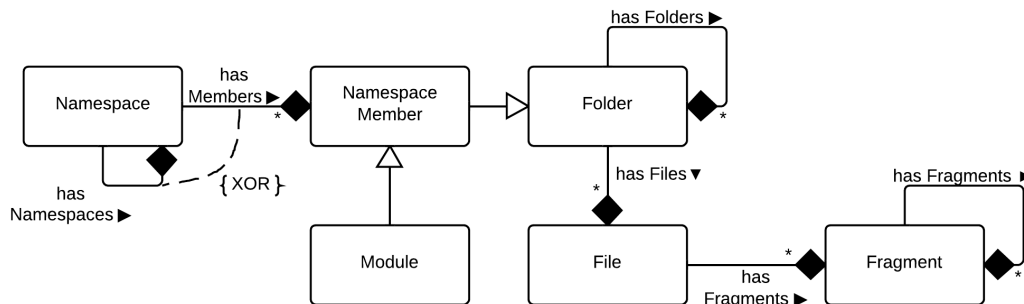 has Folders ▶
has
Members ▶
Namespace
Namespace
Member
Folder
*
*
has Files ▼
{ XOR }
has
Namespaces ▶
*
has Fragments ▶
Module
File
*
Fragment
*
has
Fragments ▶